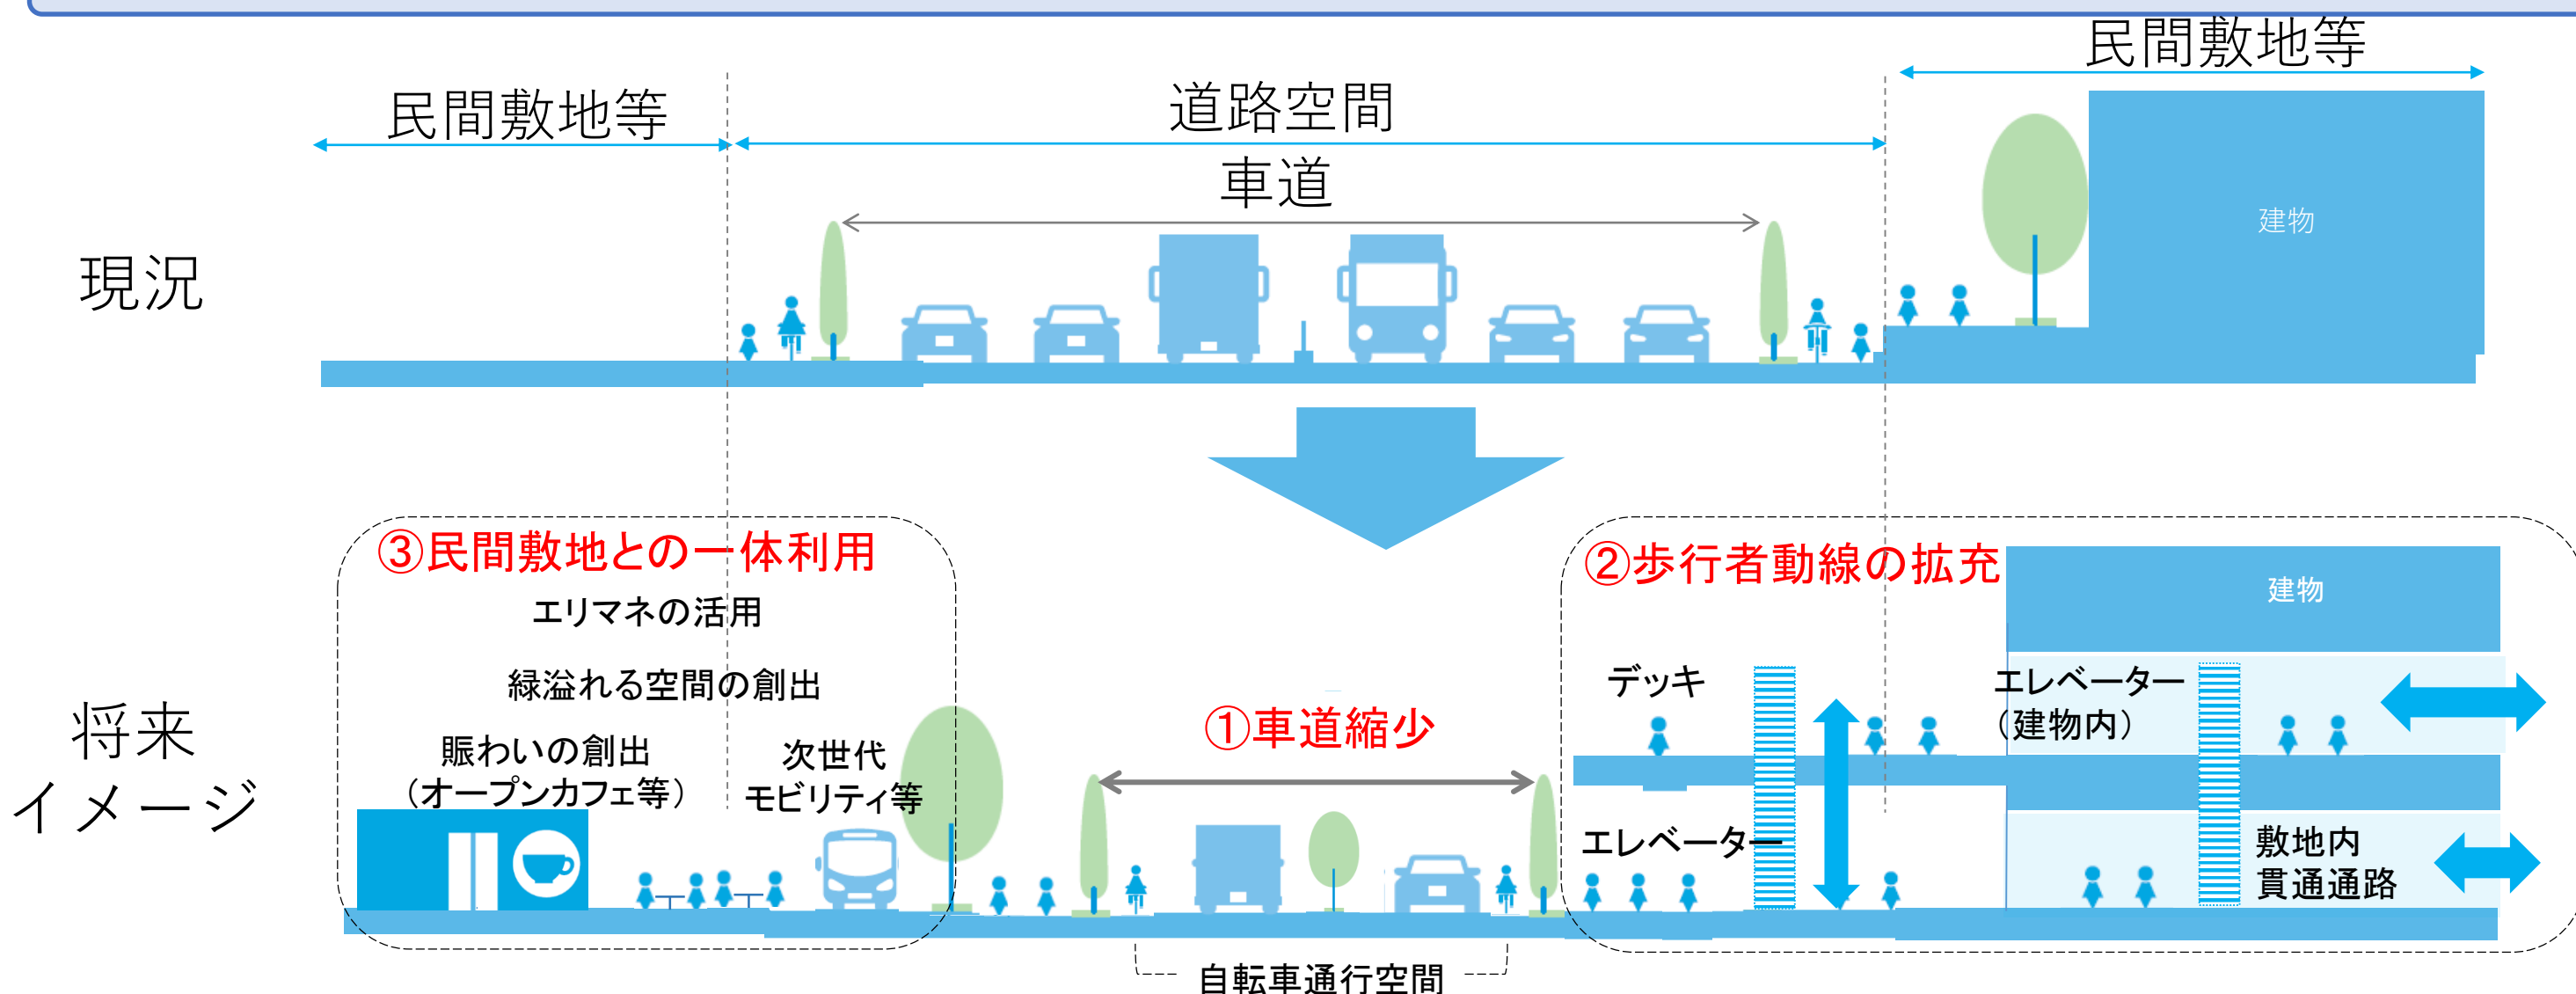 民間敷地等
民間敷地等
道路空間
車道
現況
建物
③民間敷地との一体利用
エリマネの活用
緑溢れる空間の創出
賑わいの創出
（オープンカフェ等）
次世代
モビリティ等
①車道縮少
②歩行者動線の拡充
建物
デッキ
エレベーター
（建物内）
エレベーター
敷地内
貫通通路
将来
イメージ
自転車通行空間